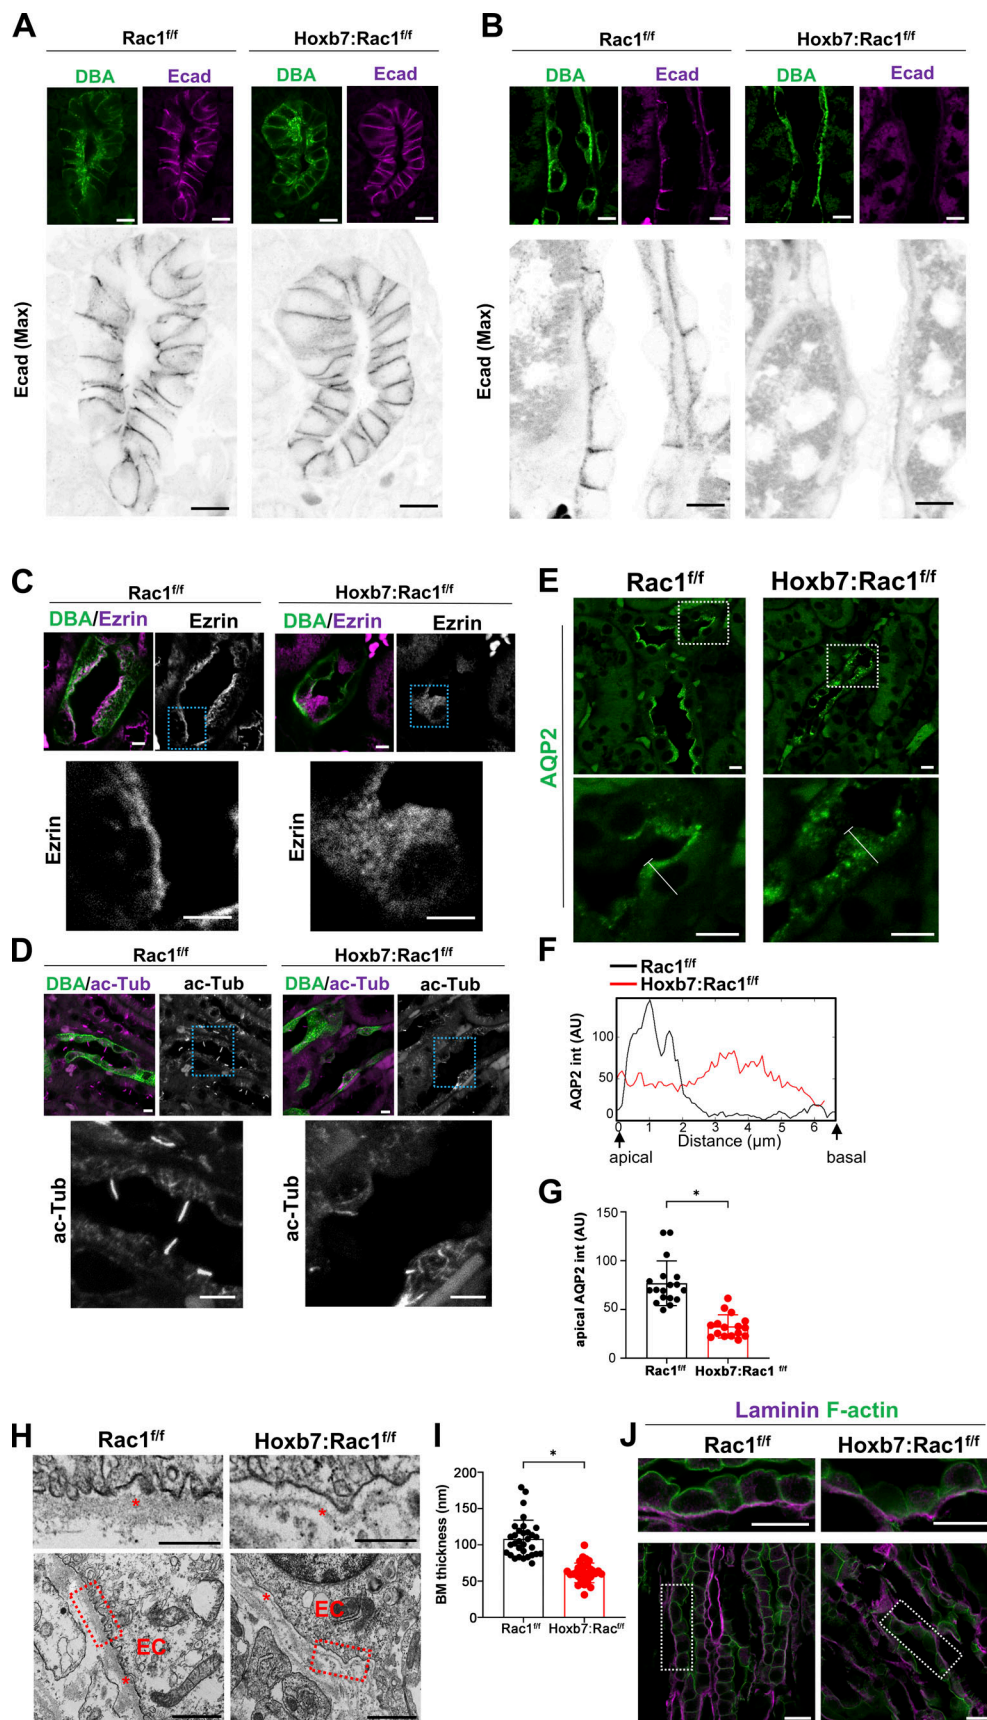 A
Rac1f/f
Hoxb7:Rac1f/f
DBA
Ecad
DBA
Ecad
Ecad (Max)
B
Rac1f/f
Hoxb7:Rac1f/f
DBA
Ecad
DBA
Ecad
Ecad (Max)
C
Rac1f/f
Hoxb7:Rac1f/f
DBA/Ezrin
Ezrin
DBA/Ezrin
Ezrin
Ezrin
Ezrin
D
Rac1f/f
Hoxb7:Rac1f/f
DBA/ac-Tub
ac-Tub
DBA/ac-Tub
ac-Tub
ac-Tub
ac-Tub
E
Rac1f/f
Hoxb7:Rac1f/f
AQP2
F
Rac1f/f
Hoxb7:Rac1f/f
AQP2 int (AU)
100
50
0
0
1
2
3
4
5
6
Distance (µm)
apical
basal
G
*
apical AQP2 int (AU)
150
100
50
0
Rac1f/f
Hoxb7:Rac1 f/f
H
Rac1f/f
Hoxb7:Rac1f/f
*
*
EC
*
EC
*
I
*
BM thickness (nm)
200
150
100
50
0
Rac1f/f
Hoxb7:Racf/f
J
Laminin F-actin
Rac1f/f
Hoxb7:Rac1f/f